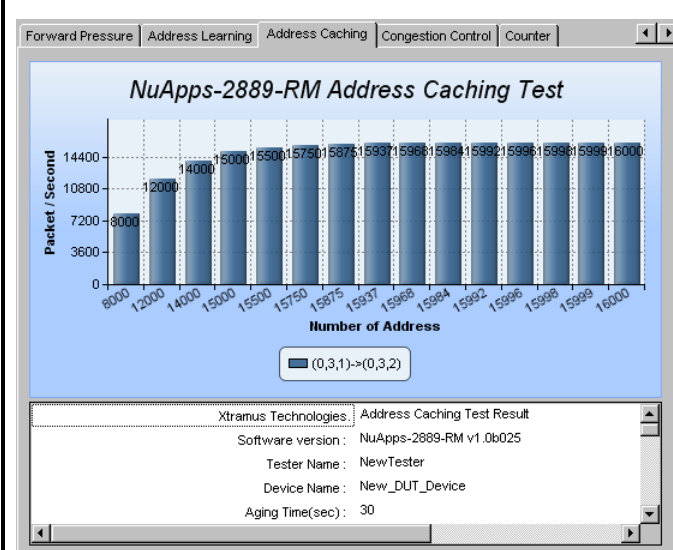 Forward Pressure Address Learning Address Caching Congestion Control Counter
NuApps-2889-RM Address Caching Test
Packet / Second
14400
10800
7200
3600
0
8000 12000 14000 15000 15500 15750 15875 15937 15968 15984 15992 15996 15998 15999 16000
8000 12000 14000 15000 15500 15750 15875 15937 15968 15984 15992 15996 15998 15999 16000
Number of Address
(0,3,1)->(0,3,2)
Xtramus Technologies. Address Caching Test Result
Software version : NuApps-2889-RM v1.0b025
Tester Name : NewTester
Device Name : New_DUT_Device
Aging Time(sec) : 30